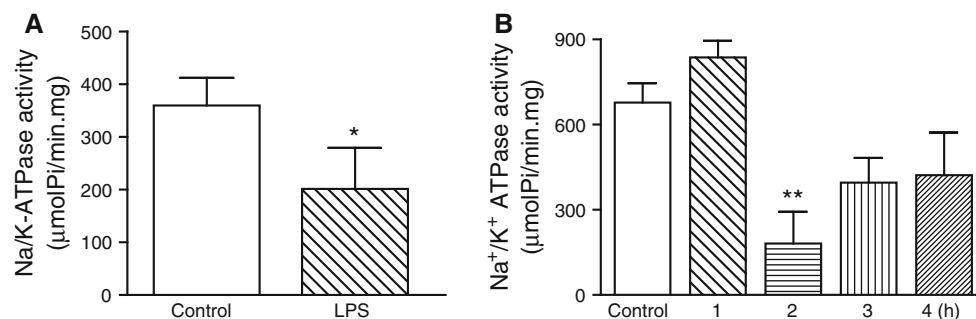 A
Na/K-ATPase activity
(µmolPi/min.mg)
500
400
300
200
100
0
*
Control
LPS
B
Na⁺/K⁺ ATPase activity
(µmolPi/min.mg)
900
600
300
0
**
Control
1
2
3
4 (h)